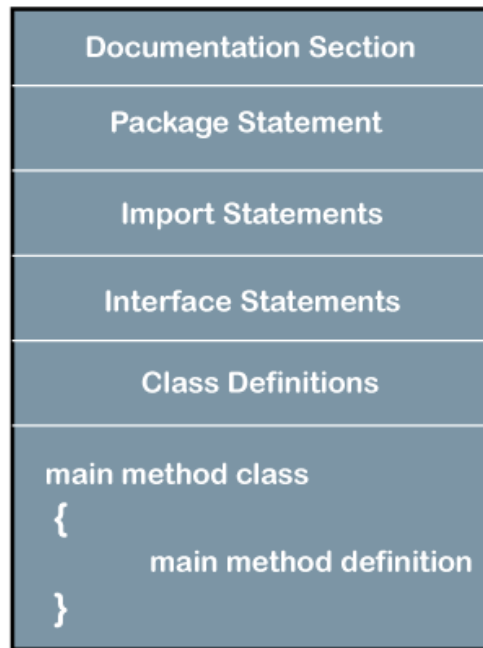 Documentation Section
Package Statement
Import Statements
Interface Statements
Class Definitions
main method class
{
main method definition
}